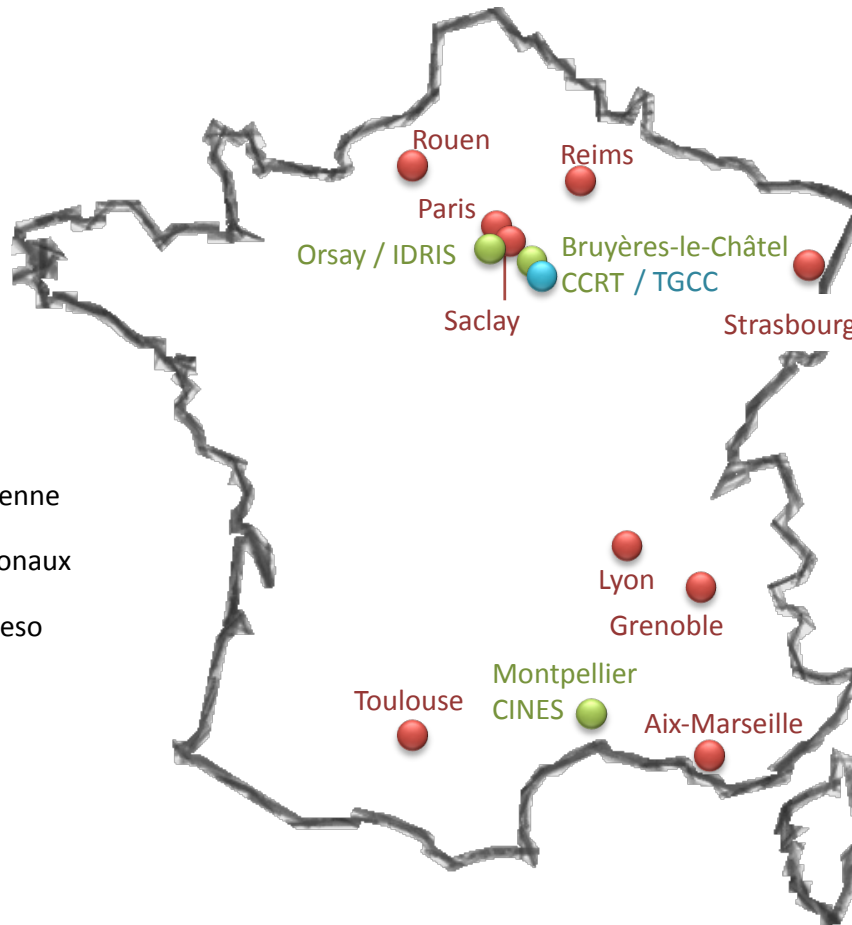 Rouen
Reims
Paris
Orsay / IDRIS
Bruyères-le-Châtel
CCRT / TGCC
Saclay
Strasbourg
enne
onaux
eso
Lyon
Grenoble
Montpellier
CINES
Toulouse
Aix-Marseille